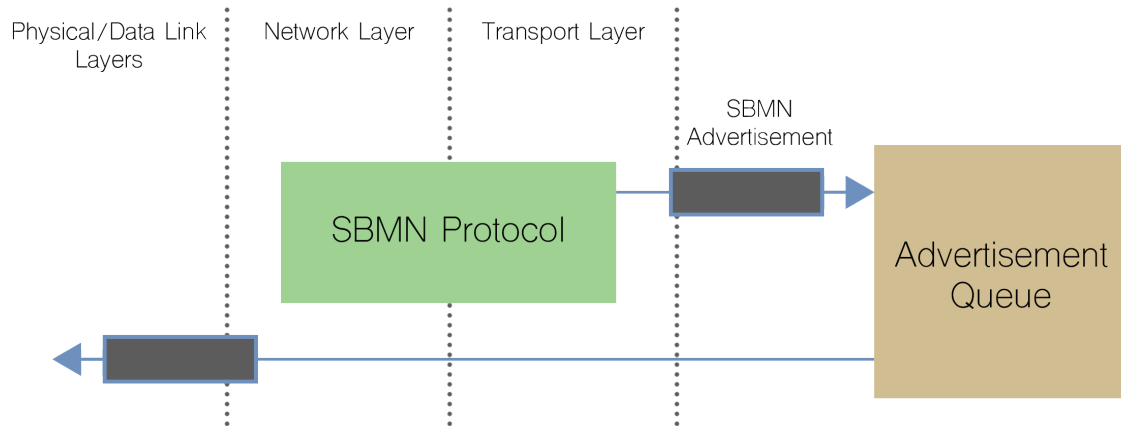 Physical/Data Link
Layers
Network Layer
Transport Layer
SBMN
Advertisement
SBMN Protocol
Advertisement
Queue